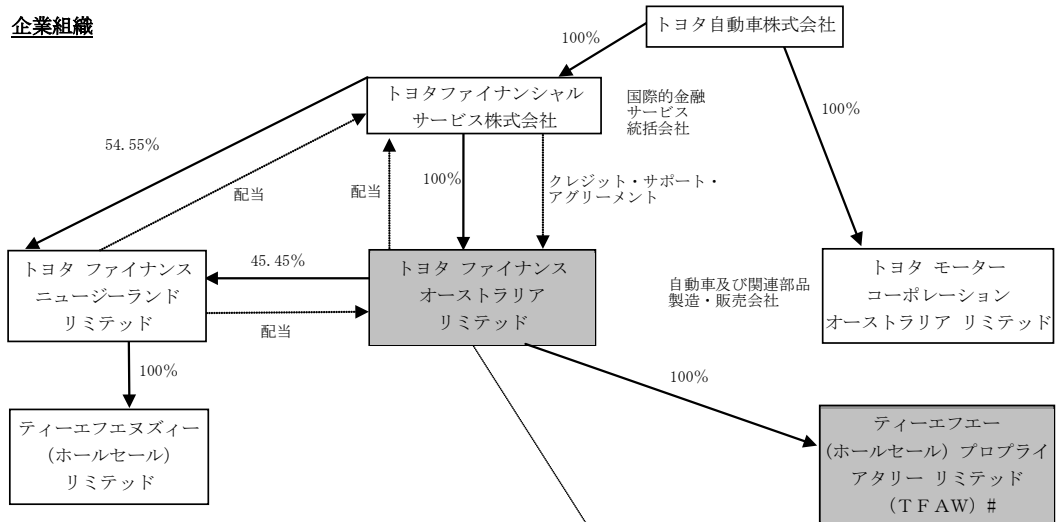 企業組織
トヨタ自動車株式会社
100%
トヨタファイナンシャル
サービス株式会社
国際的金融
サービス
統括会社
100%
54.55%
配当
配当
100%
クレジット・サポート・
アグリーメント
トヨタ ファイナンス
ニュージーランド
リミテッド
45.45%
配当
トヨタ ファイナンス
オーストラリア
リミテッド
自動車及び関連部品
製造・販売会社
トヨタ モーター
コーポレーション
オーストラリア リミテッド
100%
100%
ティーエフエヌズィー
(ホールセール)
リミテッド
ティーエフエー
(ホールセール) プロプライ
アタリー リミテッド
(TFAW) #